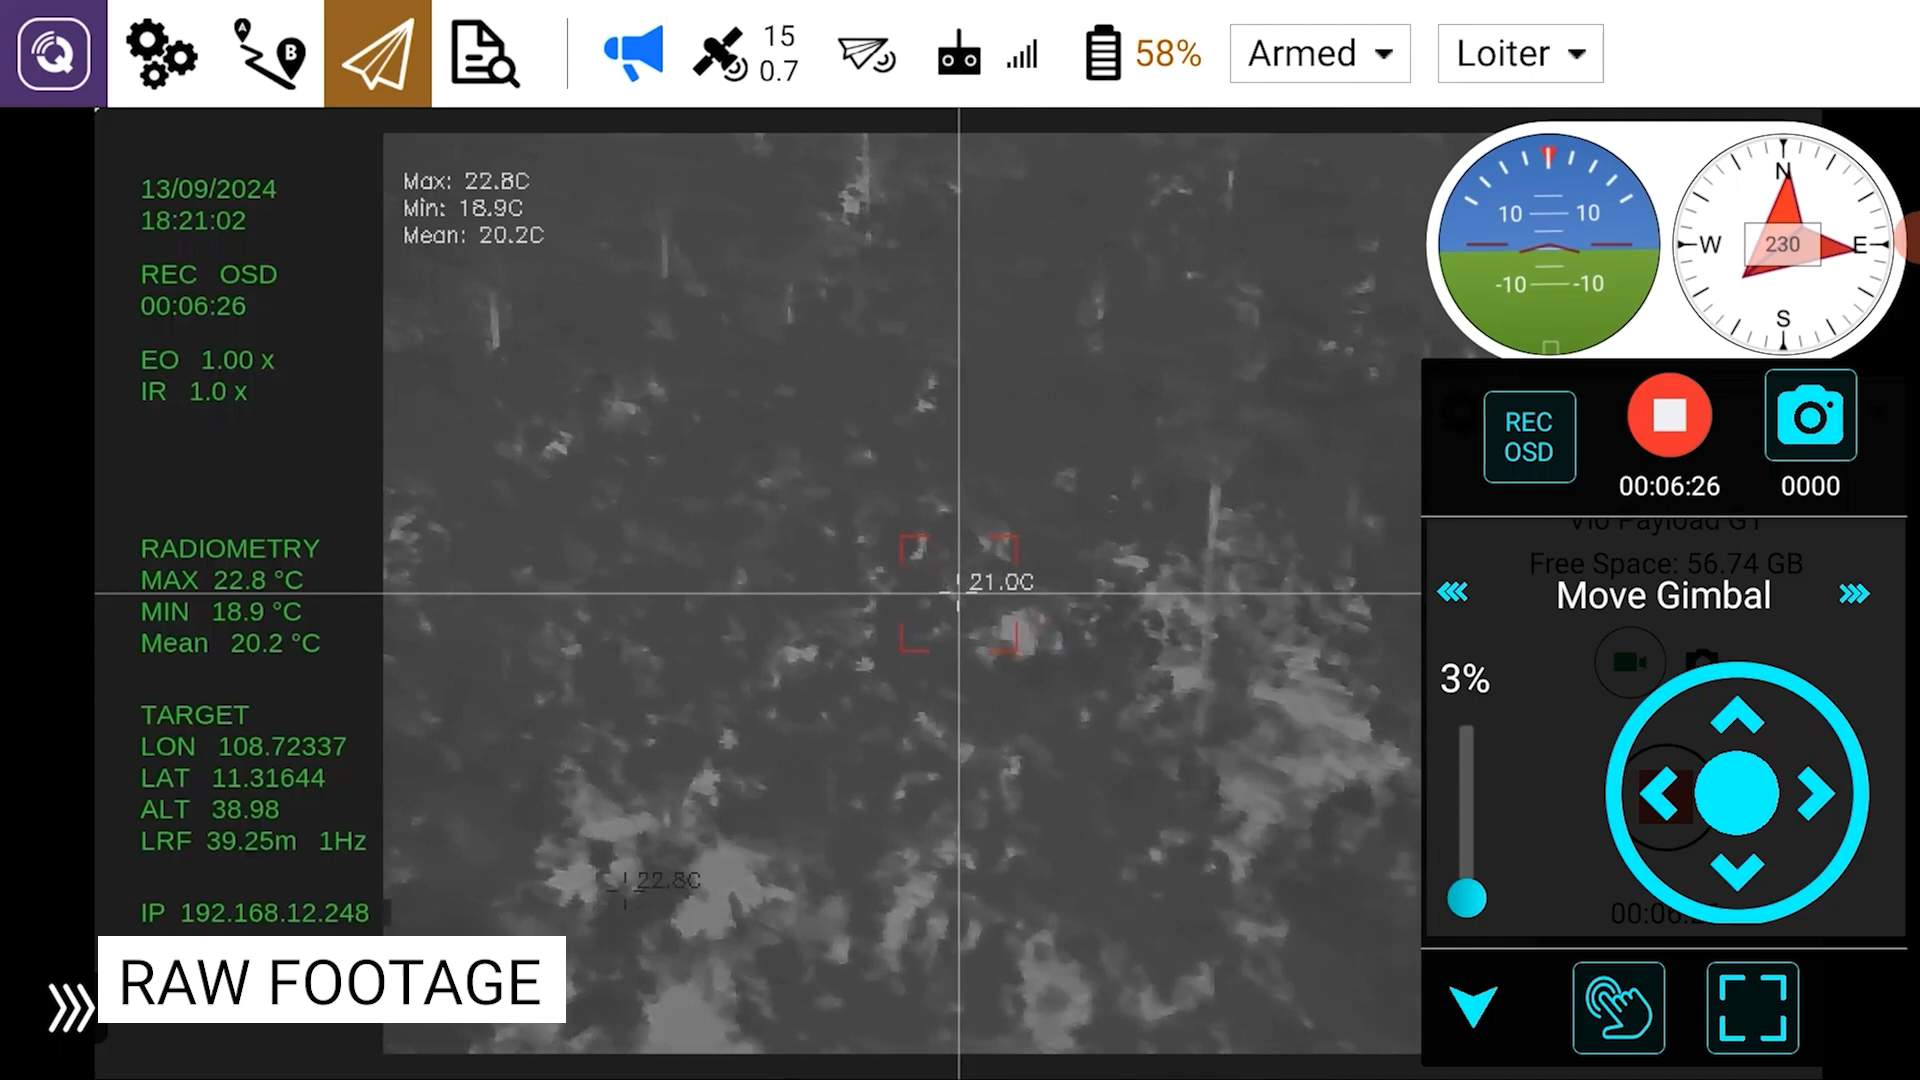 15
0.7
58%
Armed
Loiter
13/09/2024
18:21:02
REC OSD
00:06:26
EO 1.00 x
IR 1.0 x
RADIOMETRY
MAX 22.8 °C
MIN 18.9 °C
Mean 20.2 °C
TARGET
LON 108.72337
LAT 11.31644
ALT 38.98
LRF 39.25m 1Hz
IP 192.168.12.248
RAW FOOTAGE
Max: 22.8C
Min: 18.9C
Mean: 20.2C
21.0C
22.8C
10 10
-10 -10
N
W 230 E
S
REC
OSD
00:06:26
0000
Vio Payload G1
Free Space: 56.74 GB
Move Gimbal
3%